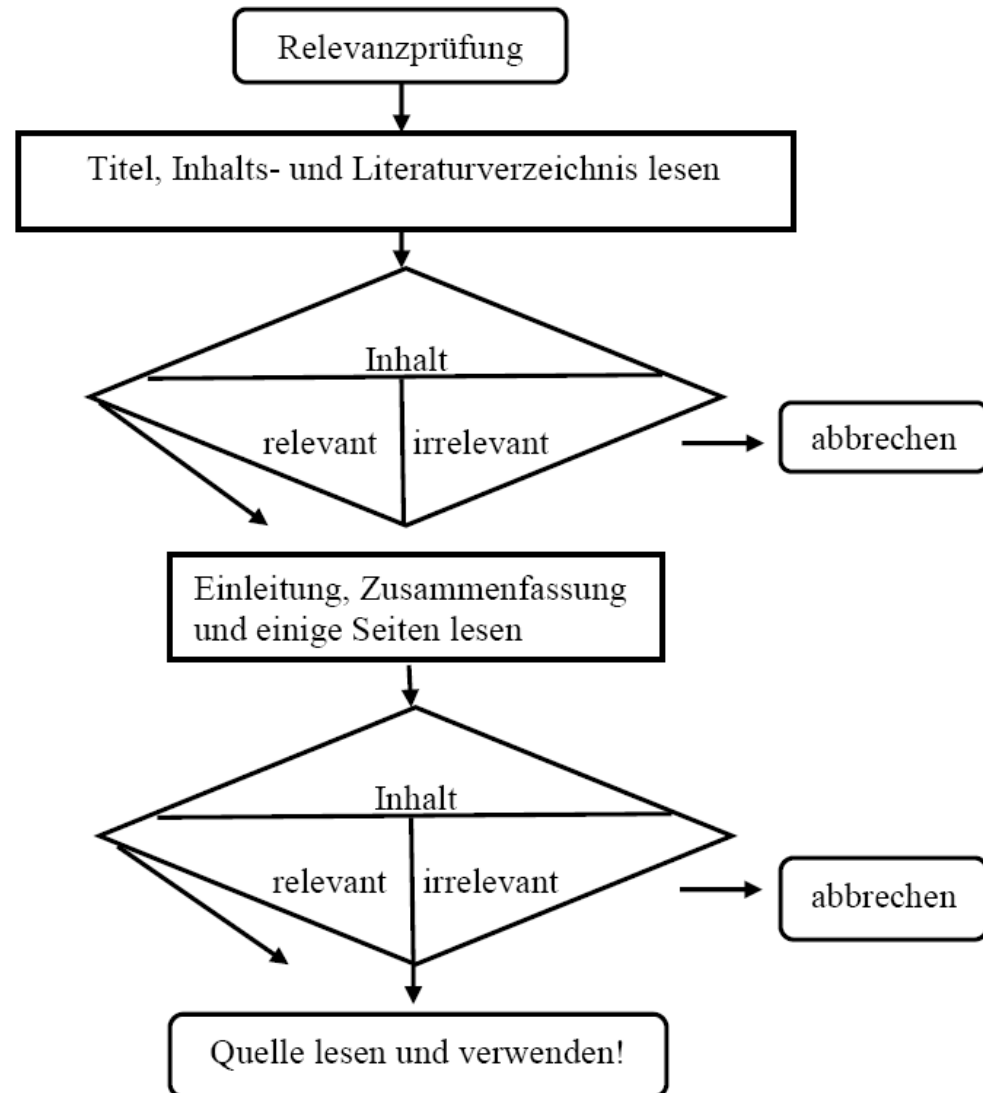 Relevanzprüfung
Titel, Inhalts- und Literaturverzeichnis lesen
Inhalt
relevant
irrelevant
abbrechen
Einleitung, Zusammenfassung
und einige Seiten lesen
Inhalt
relevant
irrelevant
abbrechen
Quelle lesen und verwenden!